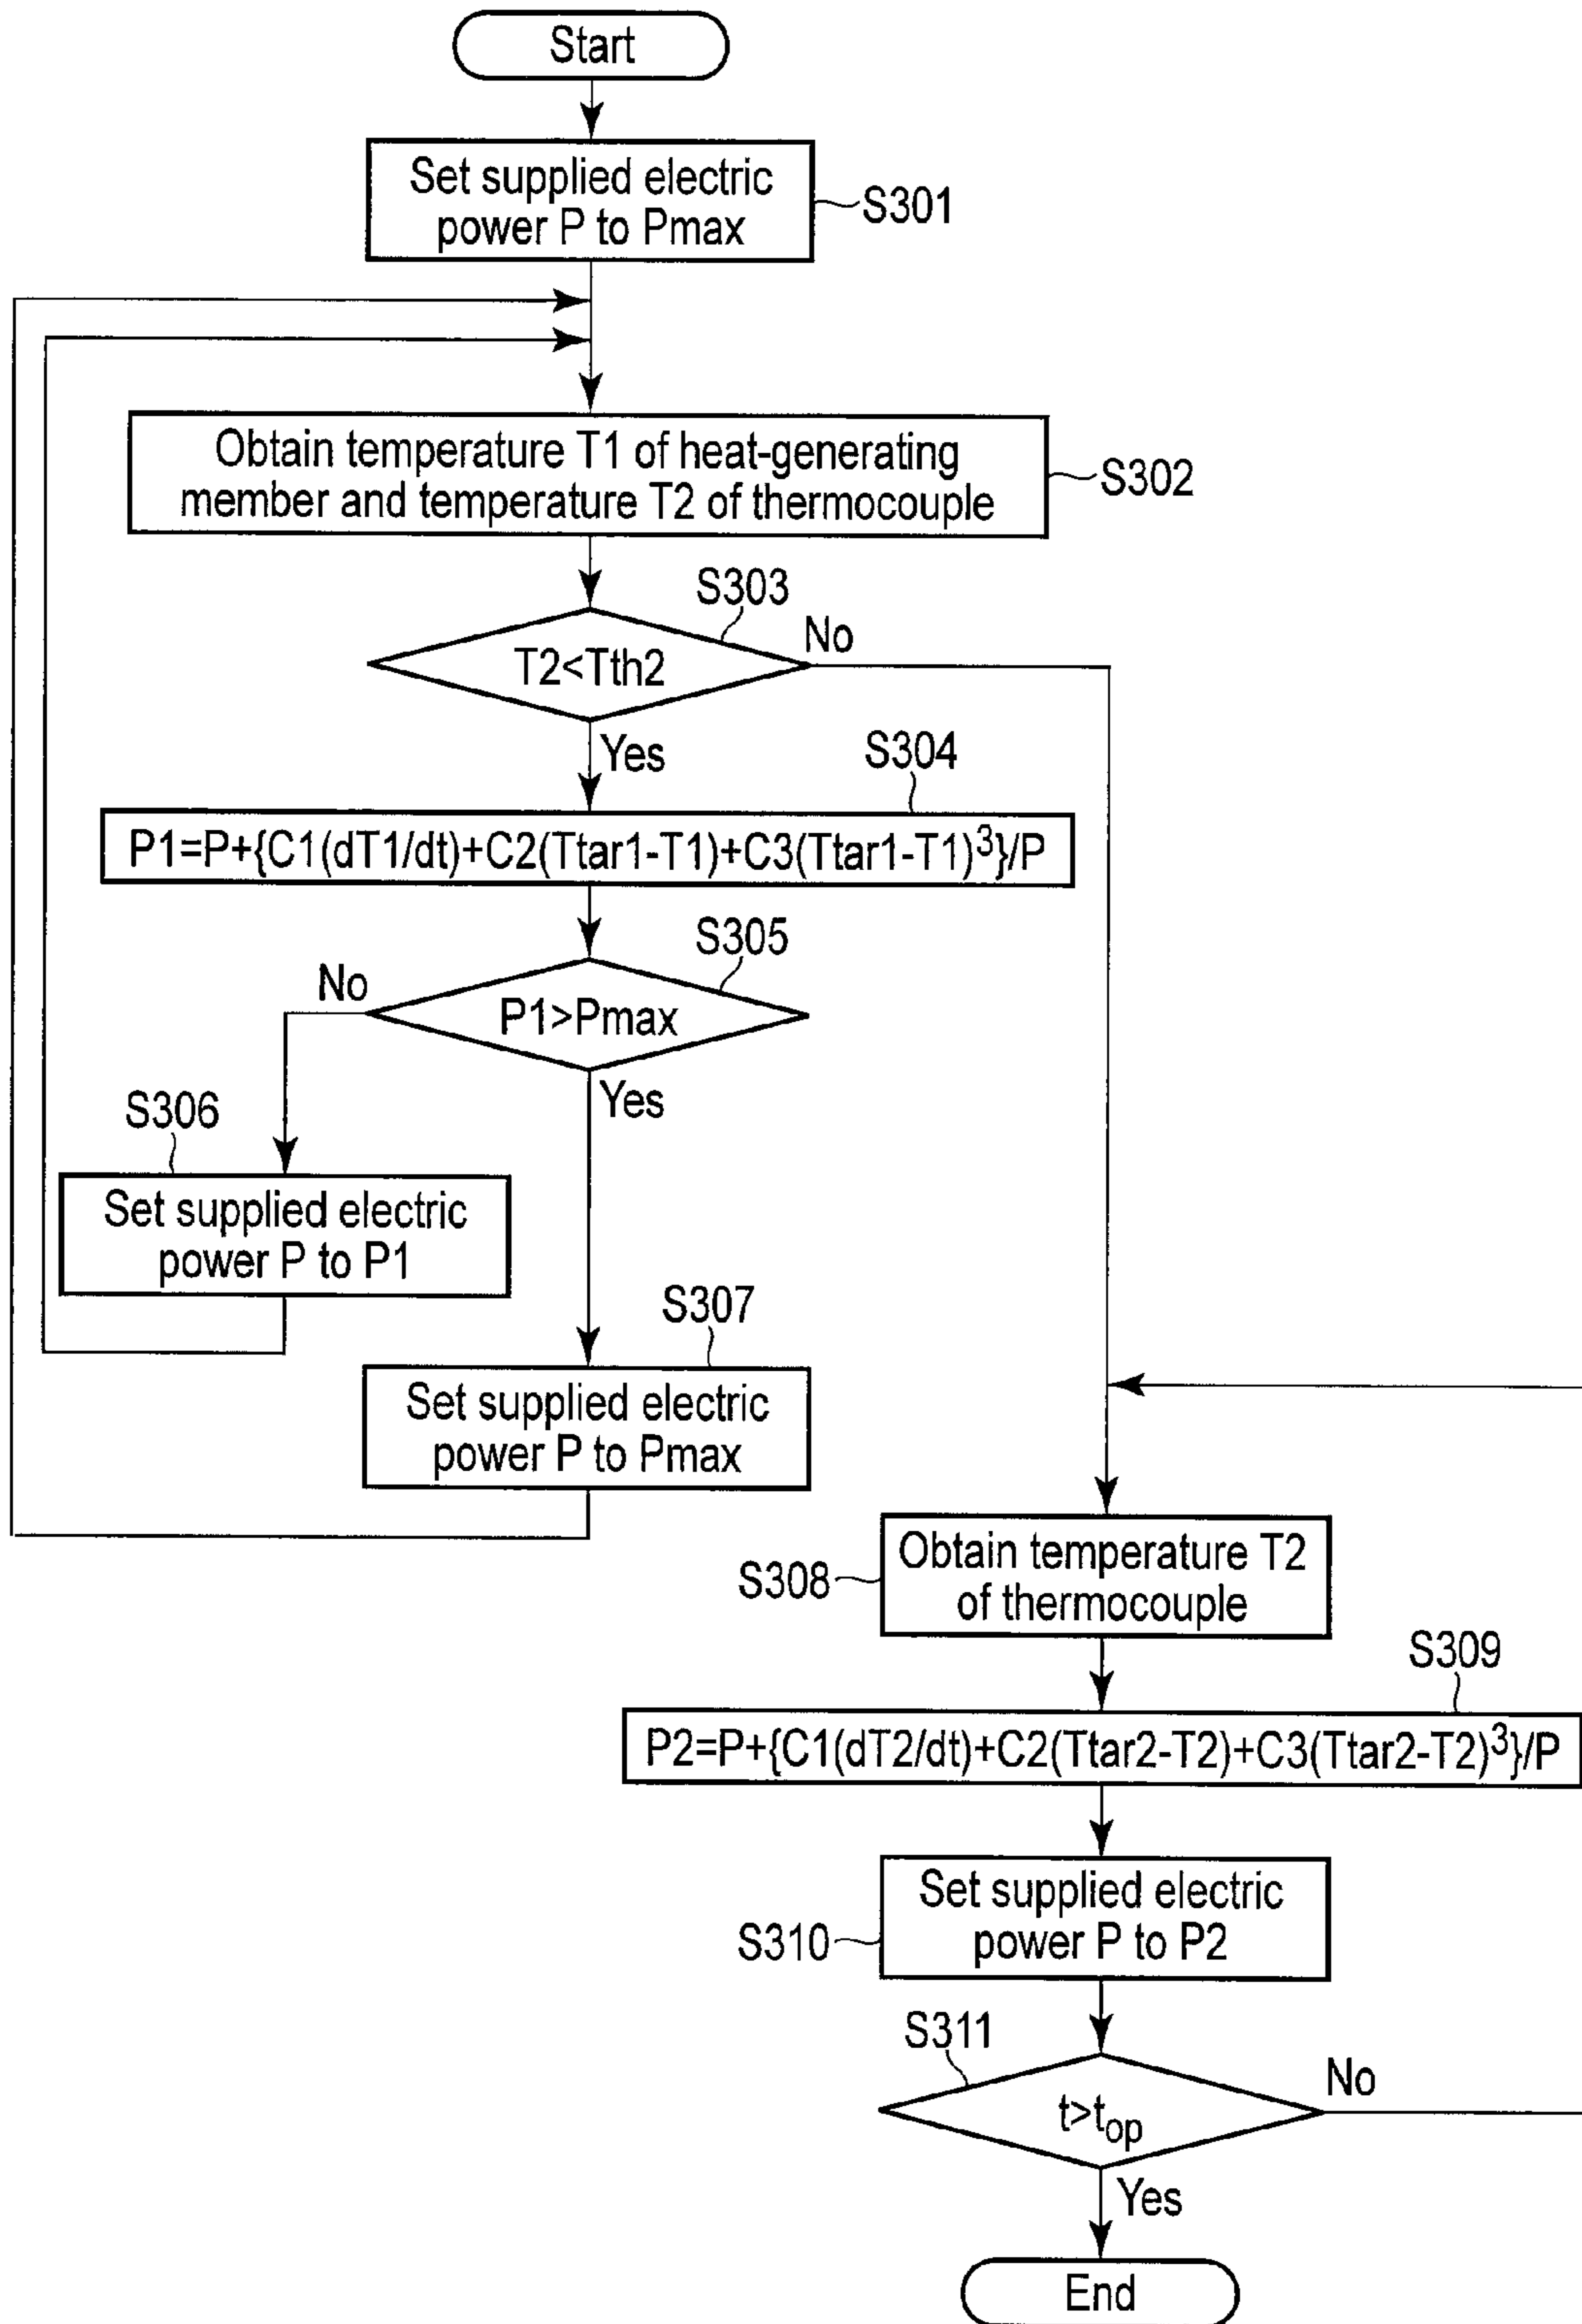 Start
Set supplied electric
power P to Pmax
S301
Obtain temperature T1 of heat-generating
member and temperature T2 of thermocouple
S302
S303
T2<Tth2
No
Yes
S304
P1=P+{C1(dT1/dt)+C2(Ttar1-T1)+C3(Ttar1-T1)³}/P
S305
No
P1>Pmax
Yes
S306
Set supplied electric
power P to P1
S307
Set supplied electric
power P to Pmax
S308
Obtain temperature T2
of thermocouple
S309
P2=P+{C1(dT2/dt)+C2(Ttar2-T2)+C3(Ttar2-T2)³}/P
Set supplied electric
power P to P2
S310
S311
No
t>top
Yes
End